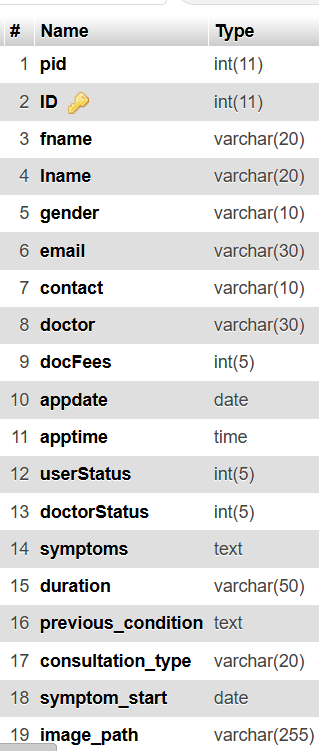 # Name Type
1 pid int(11)
2 ID int(11)
3 fname varchar(20)
4 lname varchar(20)
5 gender varchar(10)
6 email varchar(30)
7 contact varchar(10)
8 doctor varchar(30)
9 docFees int(5)
10 appdate date
11 apptime time
12 userStatus int(5)
13 doctorStatus int(5)
14 symptoms text
15 duration varchar(50)
16 previous_condition text
17 consultation_type varchar(20)
18 symptom_start date
19 image_path varchar(255)